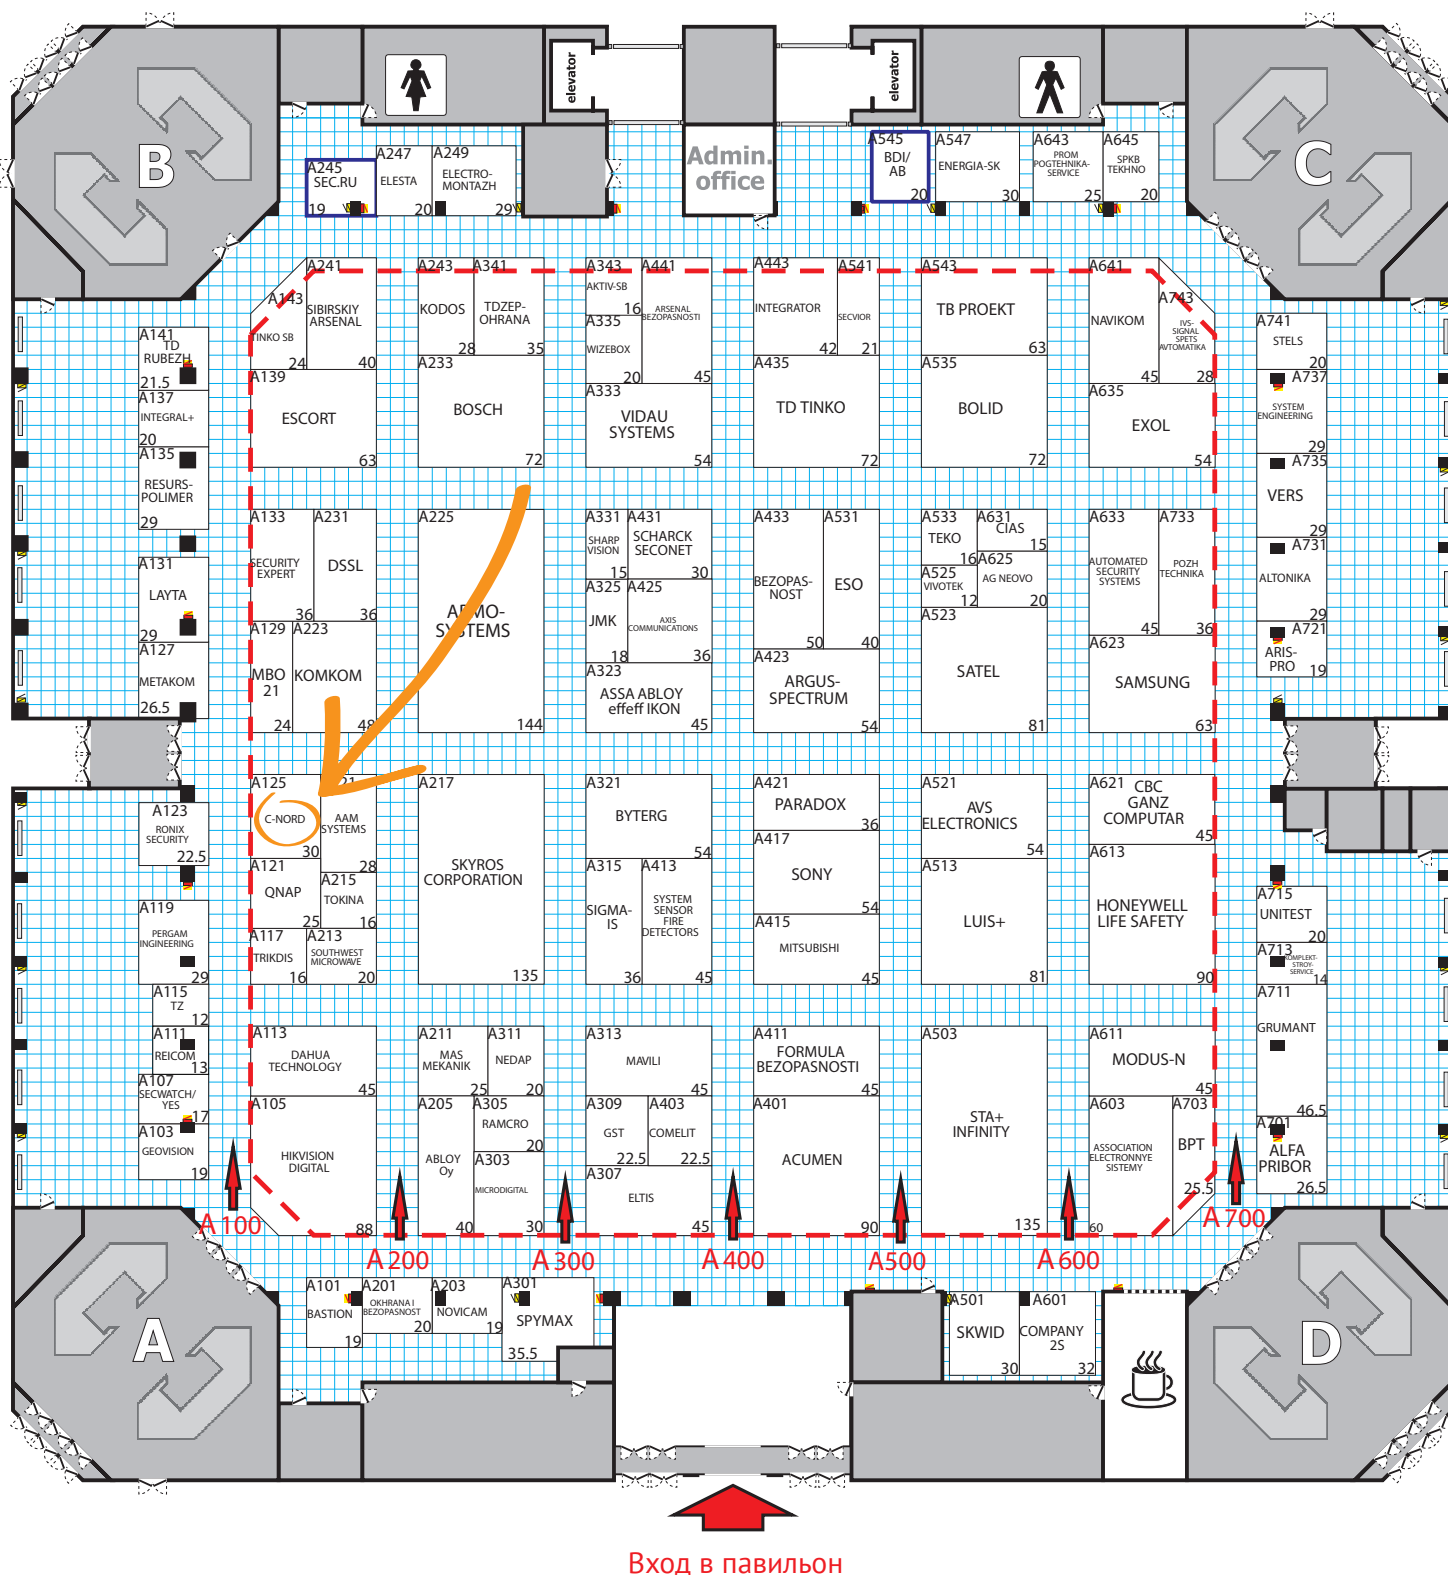 elevator
elevator
B
C
Admin.
office
A245
SEC.RU
19
A247
ELESTA
20
A249
ELECTRO-
MONTAZH
29
A545
BDI/
AB
20
A547
ENERGIA-SK
30
A643
PROM
POGTEHNIKA-
SERVICE
25
A645
SPKB
TEKHNO
20
A143
TINKO SB
24
A241
SIBIRSKIY
ARSENAL
40
A243
KODOS
28
A341
TDZEP-
OHRANA
35
A343
AKTIV-SB
16
A441
ARSENAL
BEZOPASNOSTI
45
A335
WIZEBOX
20
A443
INTEGRATOR
42
A541
SECVIOR
21
A543
TB PROEKT
63
A641
NAVIKOM
45
A743
IVS-
SIGNAL
SPETS
AVTOMATIKA
28
A141
TD
RUBEZH
21.5
A137
INTEGRAL+
20
A135
RESURS-
POLIMER
29
A139
ESCORT
63
A233
BOSCH
72
A333
VIDAU
SYSTEMS
54
A435
TD TINKO
72
A535
BOLID
72
A635
EXOL
54
A741
STELS
20
A737
SYSTEM
ENGINEERING
29
A735
VERS
29
A731
ALTONIKA
29
A721
ARIS-
PRO
19
A131
LAYTA
29
A127
METAKOM
26.5
A133
SECURITY
EXPERT
36
A231
DSSL
36
A129
MBO
21
24
A223
KOMKOM
48
A225
ARMO-
SYSTEMS
144
A331
SHARP
VISION
15
A431
SCHARCK
SECONET
30
A325
JMK
18
A425
AXIS
COMMUNICATIONS
36
A323
ASSA ABLOY
effeff IKON
45
A433
BEZOPAS-
NOST
50
A531
ESO
40
A423
ARGUS-
SPECTRUM
54
A533
TEKO
16
A631
CIAS
15
A525
VIVOTEK
12
A625
AG NEOVO
20
A523
SATEL
81
A633
AUTOMATED
SECURITY
SYSTEMS
45
A733
POZH
TECHNIKA
36
A623
SAMSUNG
63
A123
RONIX
SECURITY
22.5
A125
C-NORD
30
AAM
SYSTEMS
28
A121
QNAP
25
A215
TOKINA
16
A117
TRIKDIS
16
A213
SOUTHWEST
MICROWAVE
20
A217
SKYROS
CORPORATION
135
A321
BYTERG
54
A315
SIGMA-
IS
36
A413
SYSTEM
SENSOR
FIRE
DETECTORS
45
A421
PARADOX
36
A417
SONY
54
A415
MITSUBISHI
45
A521
AVS
ELECTRONICS
54
A513
LUIS+
81
A621
CBC
GANZ
COMPUTAR
45
A613
HONEYWELL
LIFE SAFETY
90
A715
UNITEST
20
A713
KOMPLEKT-
STROY-
SERVICE
14
A711
GRUMANT
46.5
A701
ALFA
PRIBOR
26.5
A119
PERGAM
INGINEERING
29
A115
TZ
12
A111
REICOM
13
A107
SECWATCH/
YES
17
A103
GEOVISION
19
A113
DAHUA
TECHNOLOGY
45
A105
HIKVISION
DIGITAL
88
A211
MAS
MEKANIK
25
A311
NEDAP
20
A205
ABLOY
Oy
40
A305
RAMCRO
20
A303
MICRODIGITAL
30
A313
MAVILI
45
A309
GST
22.5
A403
COMELIT
22.5
A307
ELTIS
45
A411
FORMULA
BEZOPASNOSTI
45
A401
ACUMEN
90
A503
STA+
INFINITY
135
A611
MODUS-N
45
A603
ASSOCIATION
ELECTRONNYE
SISTEMY
60
A703
BPT
25.5
A 100
A 200
A 300
A 400
A 500
A 600
A 700
A
D
A101
BASTION
19
A201
OKHRANA I
BEZOPASNOST
20
A203
NOVICAM
19
A301
SPYMAX
35.5
A501
SKWID
30
A601
COMPANY
2S
32
Вход в павильон